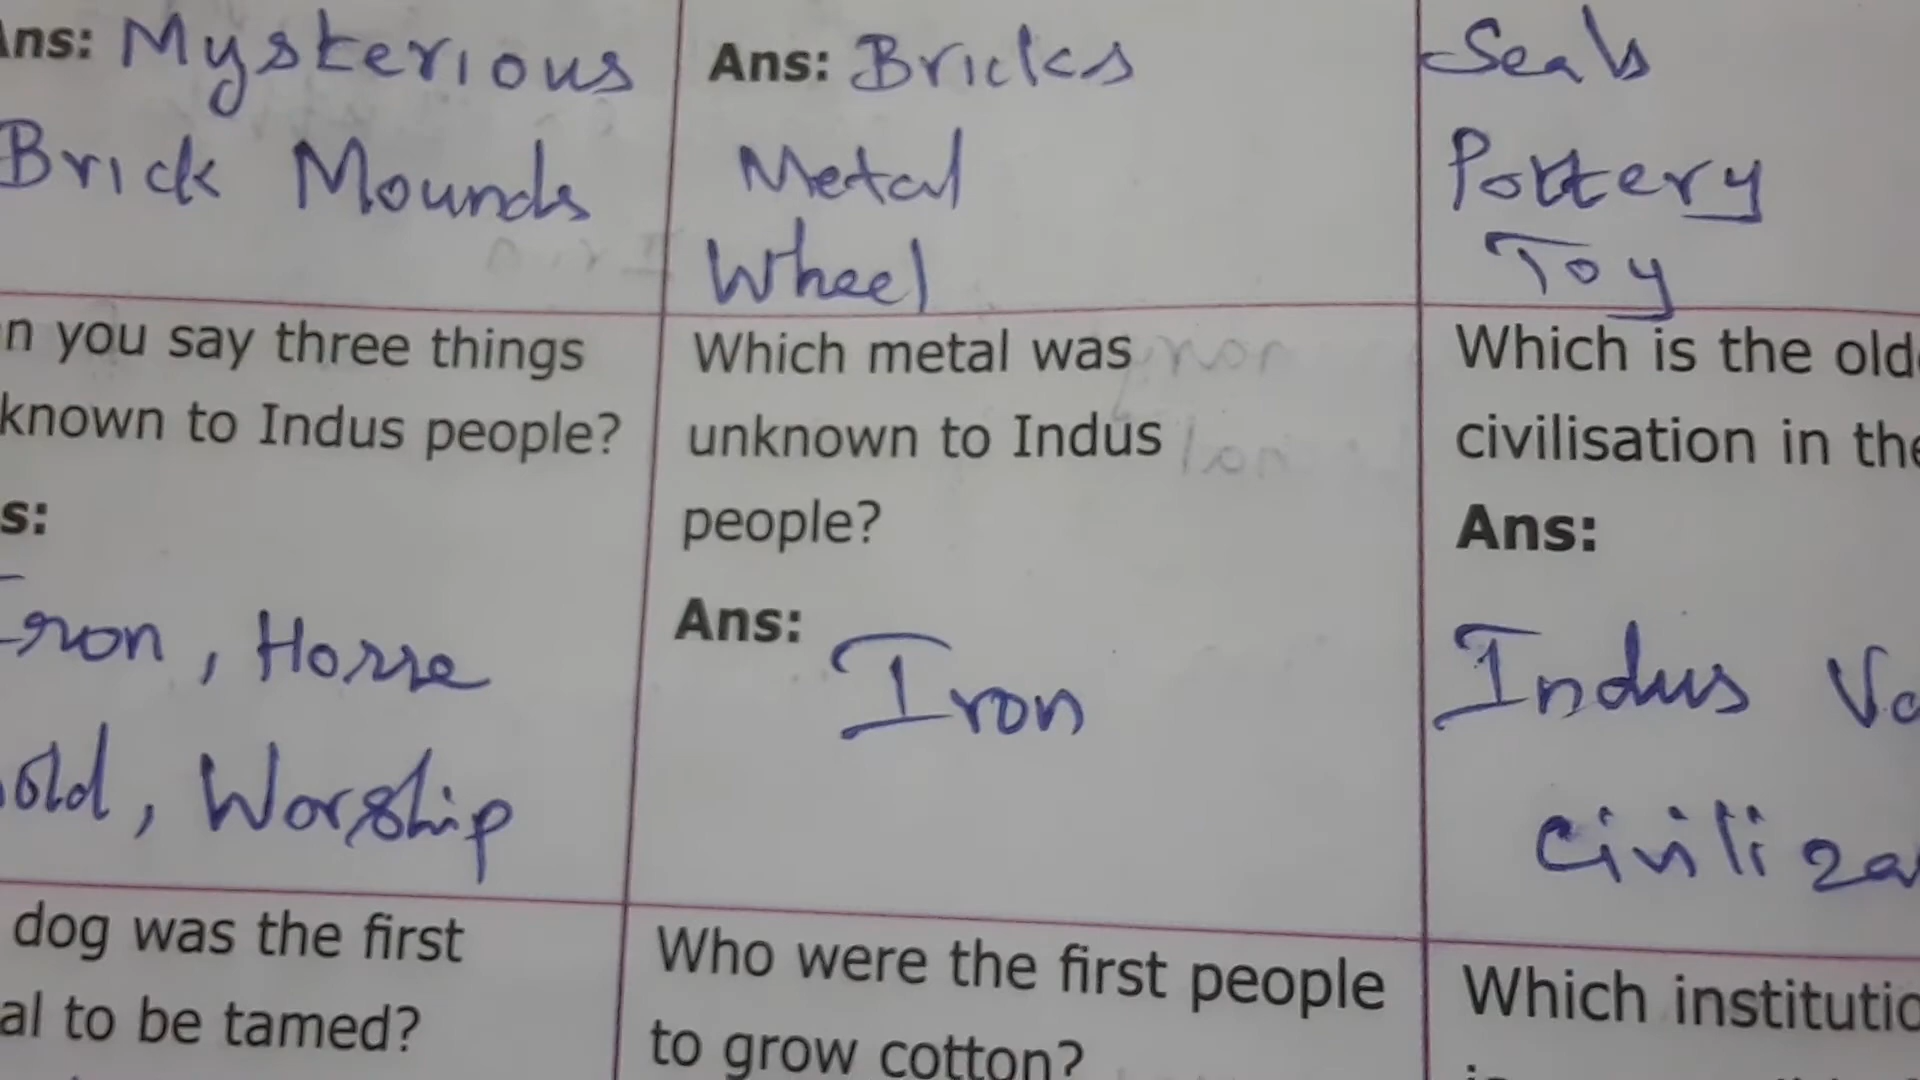 Ans: Mysterious
Brick Mounds
Ans: Bricks
Metal
Wheel
Seals
Pottery
Toy
n you say three things
known to Indus people?
s:
Iron, Horse
old, Worship
Which metal was
unknown to Indus
people?
Ans:
Iron
Which is the old
civilisation in the
Ans:
Indus Va
Civiliza
dog was the first
al to be tamed?
Who were the first people
to grow cotton?
Which institutio